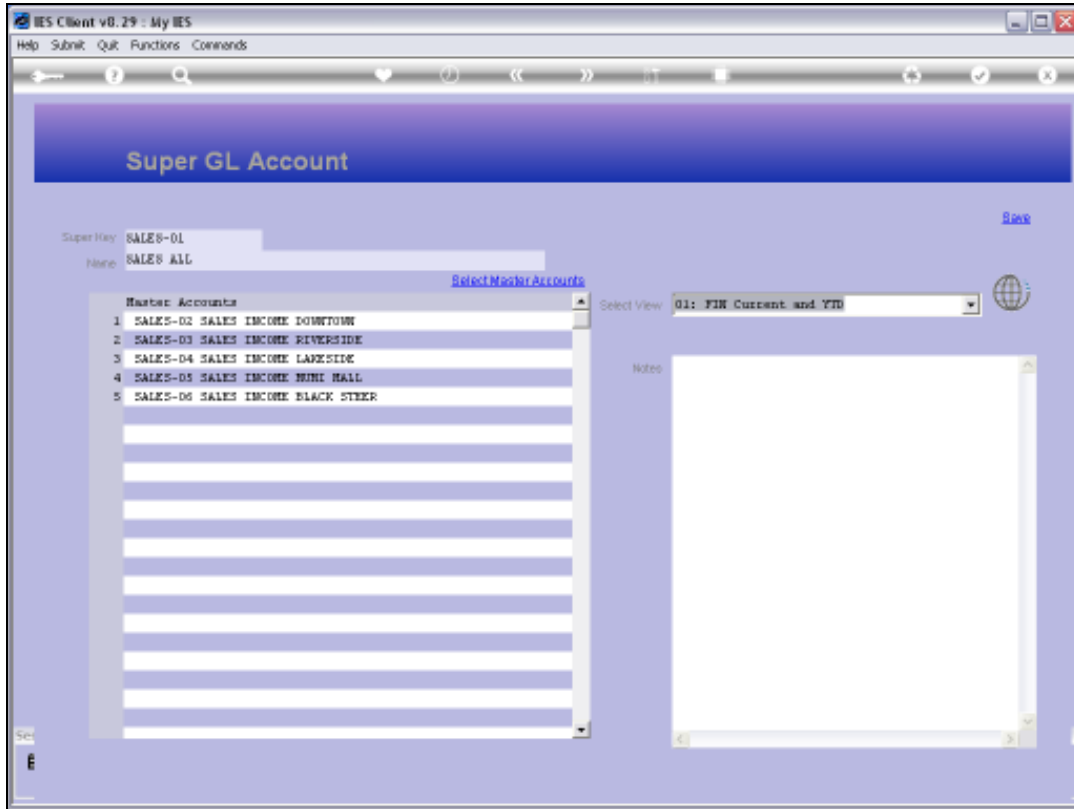 IES Client v8.29 : My IES
Help Submit Quit Functions Commands
Super GL Account
Save
Super Key SALES-01
Name SALES ALL
Select Master Accounts
Master Accounts
Select View 01: FIN Current and YTD
1 SALES-02 SALES INCOME DOWNTOWN
2 SALES-03 SALES INCOME RIVERSIDE
3 SALES-04 SALES INCOME LAKESIDE
Notes
4 SALES-05 SALES INCOME MUMI MALL
5 SALES-06 SALES INCOME BLACK STEER